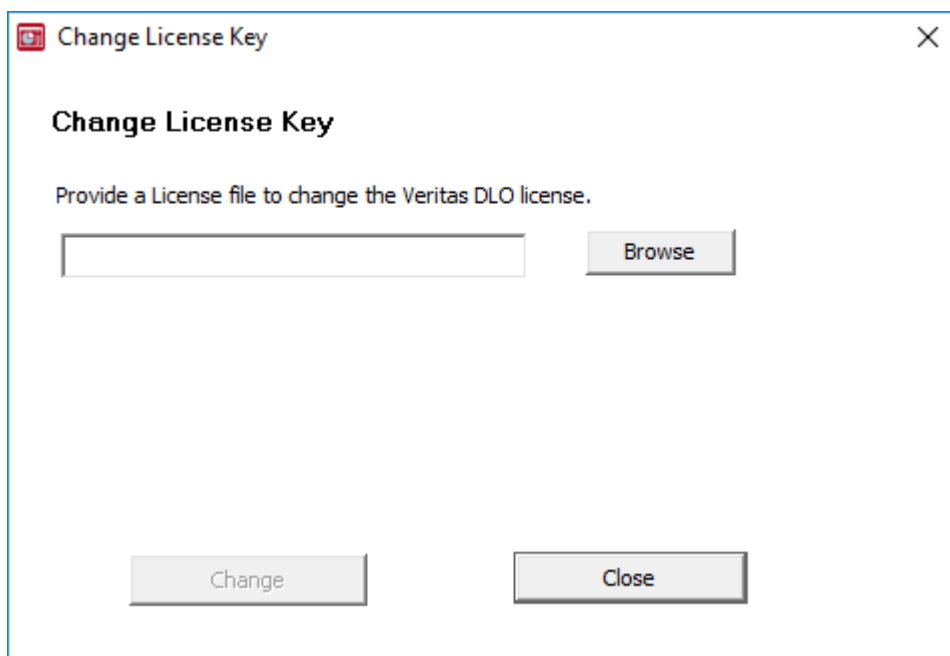 Change License Key
Change License Key
Provide a License file to change the Veritas DLO license.
Browse
Change
Close